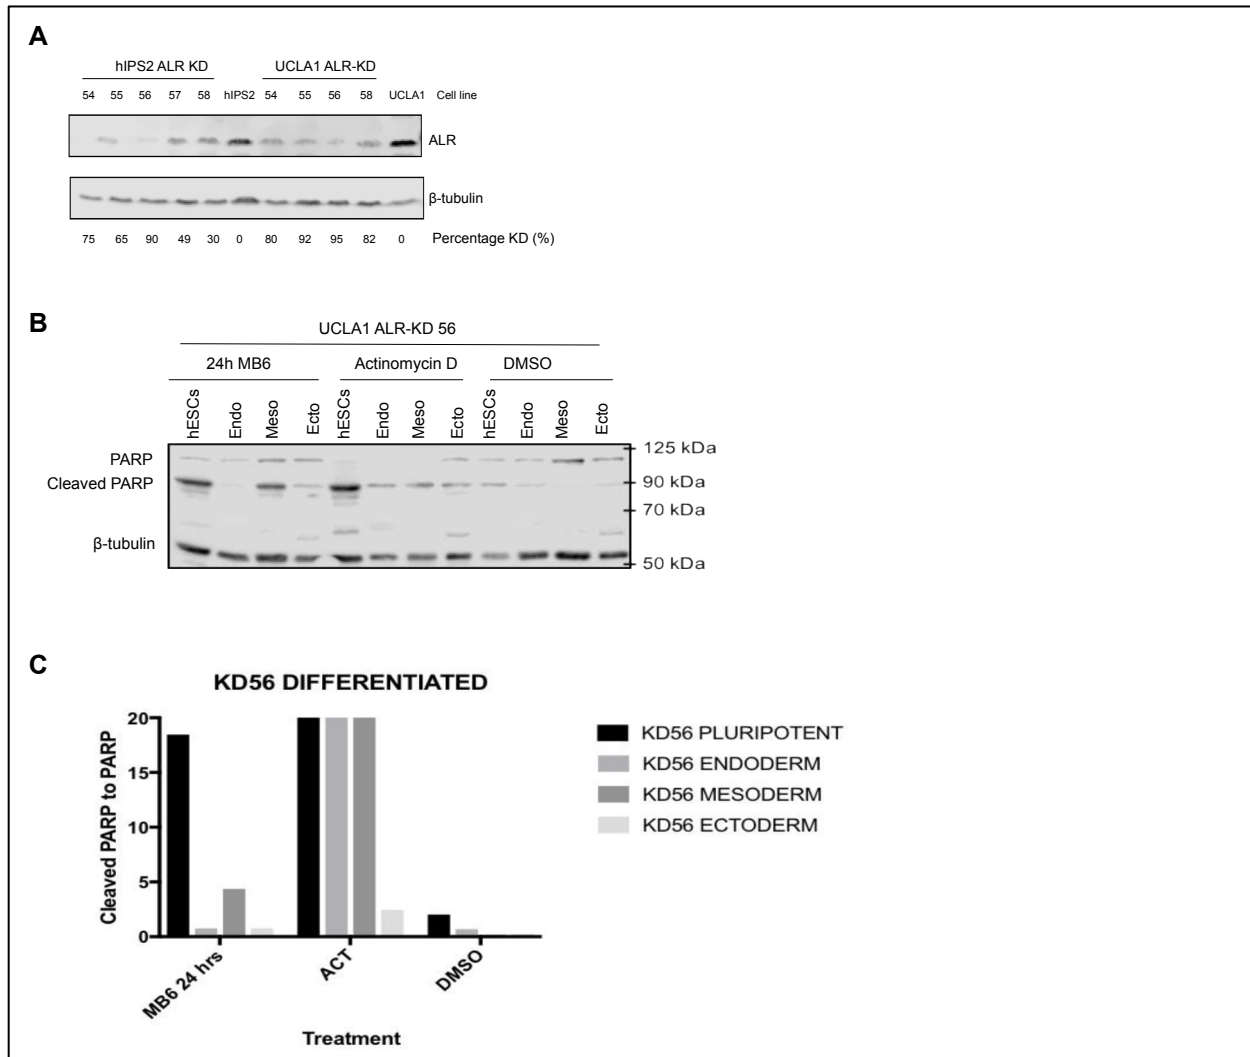 A
hIPS2 ALR KD UCLA1 ALR-KD
54 55 56 57 58 hIPS2 54 55 56 58 UCLA1 Cell line
ALR
β-tubulin
75 65 90 49 30 0 80 92 95 82 0 Percentage KD (%)
B
UCLA1 ALR-KD 56
24h MB6 Actinomycin D DMSO
hESCs Endo Meso Ecto hESCs Endo Meso Ecto hESCs Endo Meso Ecto
125 kDa
PARP
Cleaved PARP 90 kDa
70 kDa
β-tubulin
50 kDa
C
KD56 DIFFERENTIATED
Cleaved PARP to PARP
20
15
10
5
0
MB6 24 hrs ACT DMSO
Treatment
KD56 PLURIPOTENT
KD56 ENDODERM
KD56 MESODERM
KD56 ECTODERM